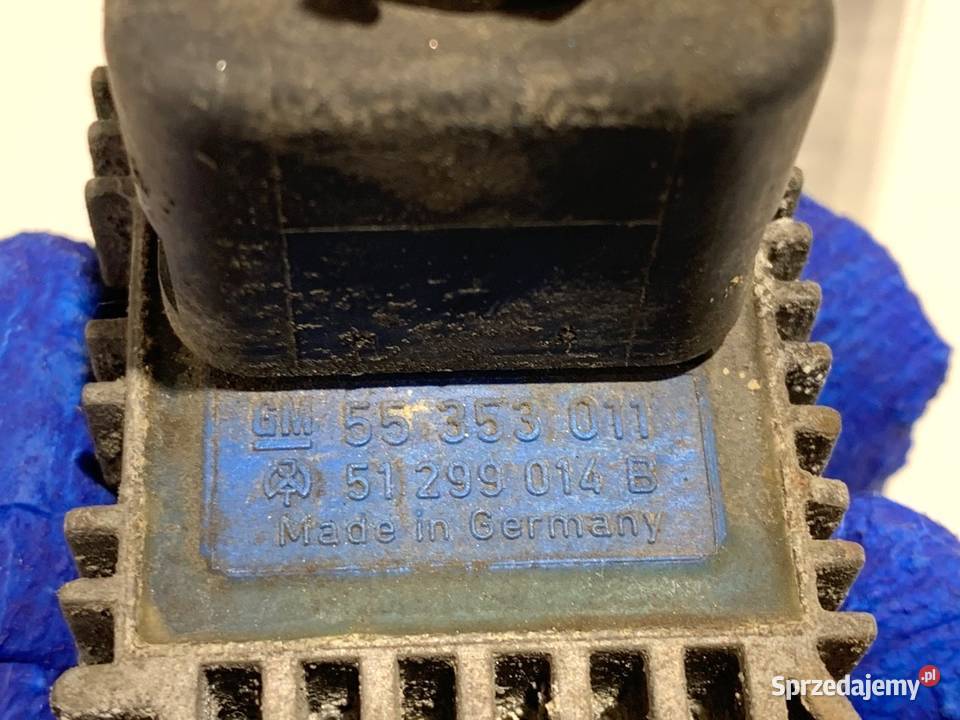 GM 55 353 011
51 299 014 B
Made in Germany
Sprzedajemy.pl